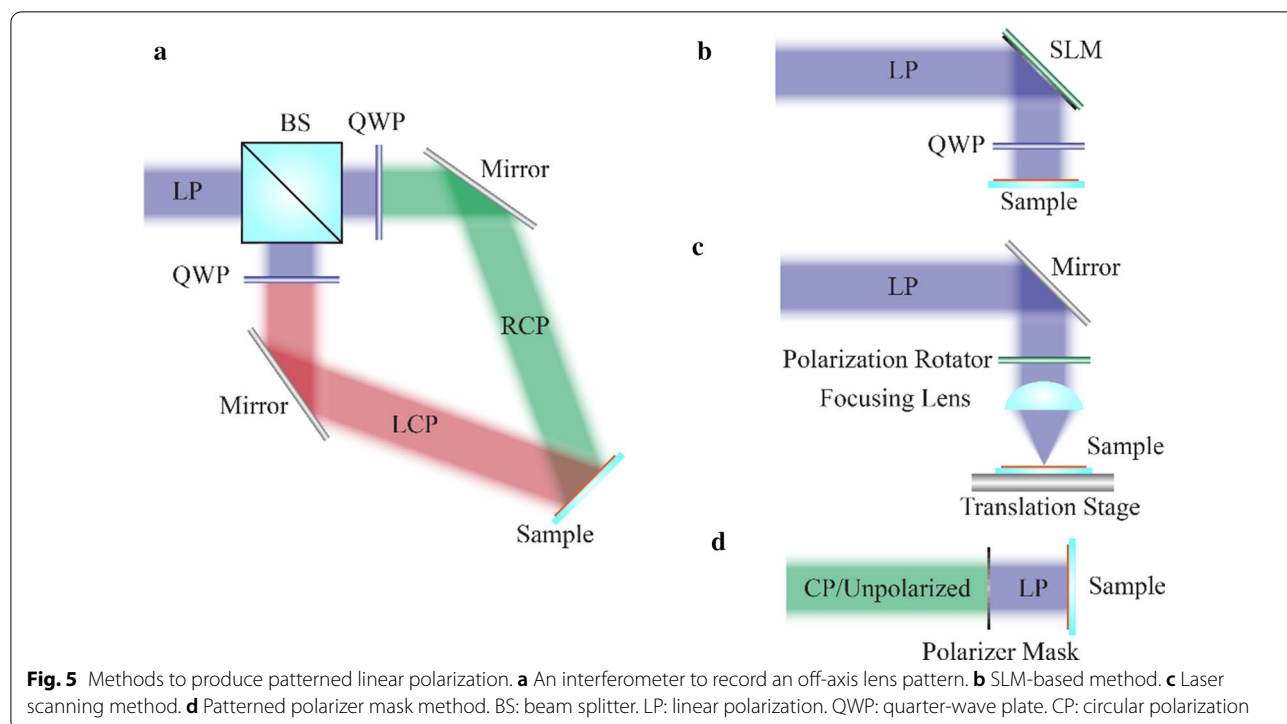 a
BS
QWP
Mirror
LP
QWP
RCP
Mirror
LCP
Sample
b
SLM
LP
QWP
Sample
c
Mirror
LP
Polarization Rotator
Focusing Lens
Sample
Translation Stage
d
CP/Unpolarized
LP
Sample
Polarizer Mask
Fig. 5 Methods to produce patterned linear polarization. a An interferometer to record an off-axis lens pattern. b SLM-based method. c Laser
scanning method. d Patterned polarizer mask method. BS: beam splitter. LP: linear polarization. QWP: quarter-wave plate. CP: circular polarization